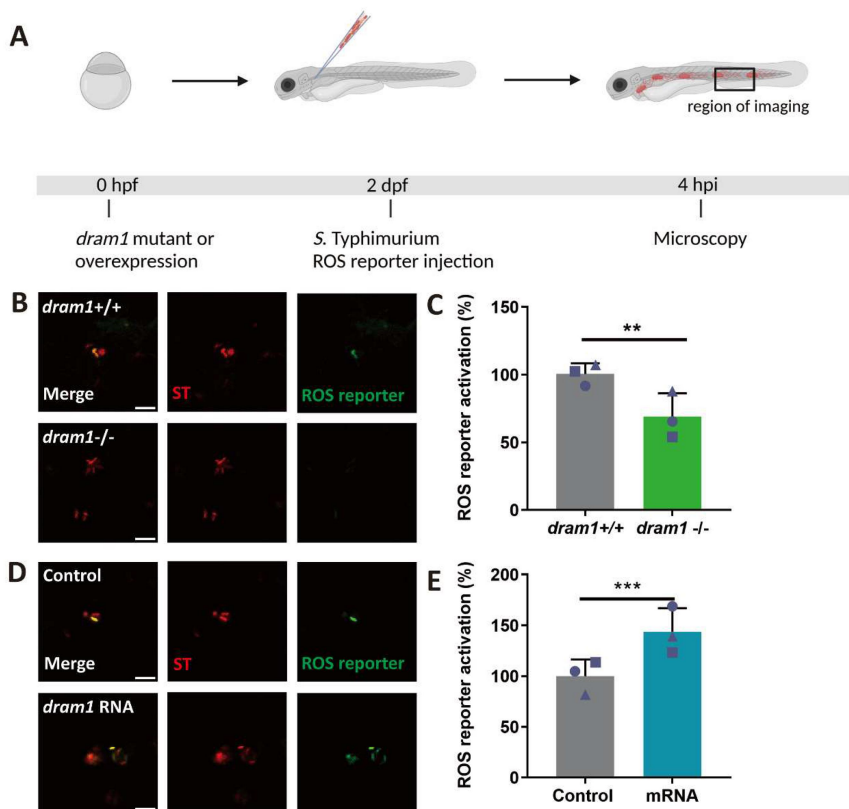 A
region of imaging
0 hpf
2 dpf
4 hpi
dram1 mutant or
overexpression
S. Typhimurium
ROS reporter injection
Microscopy
B
dram1+/+
Merge
ST
ROS reporter
dram1-/-
C
ROS reporter activation (%)
150
100
50
0
**
dram1+/+
dram1 -/-
D
Control
Merge
ST
ROS reporter
dram1 RNA
E
ROS reporter activation (%)
200
150
100
50
0
***
Control
mRNA